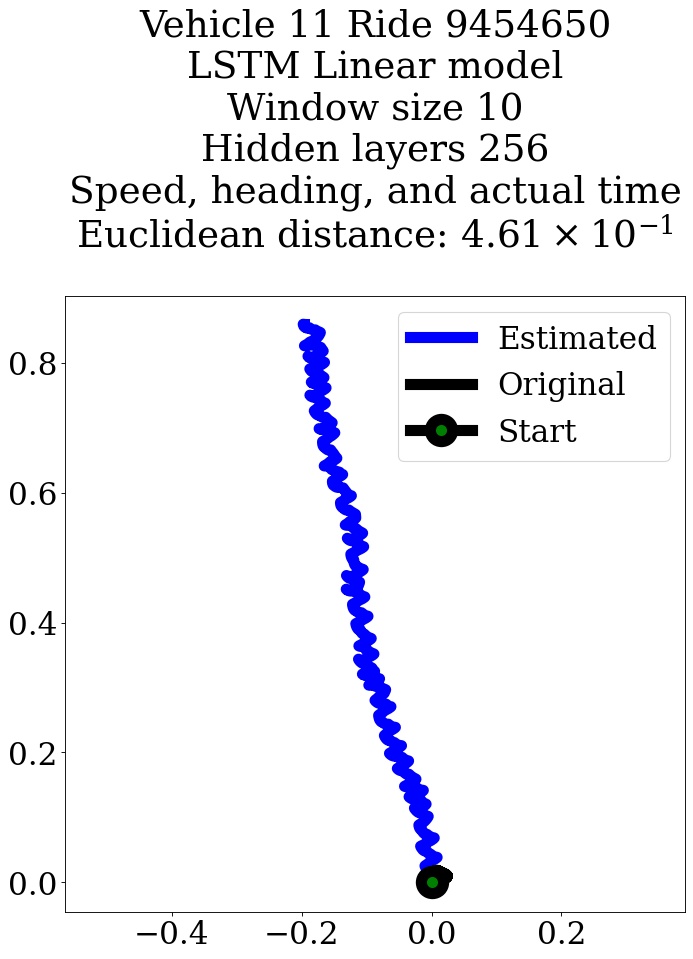 Vehicle 11 Ride 9454650
LSTM Linear model
Window size 10
Hidden layers 256
Speed, heading, and actual time
Euclidean distance: 4.61 × 10⁻¹
Estimated
Original
Start
0.8
0.6
0.4
0.2
0.0
−0.4 −0.2 0.0 0.2